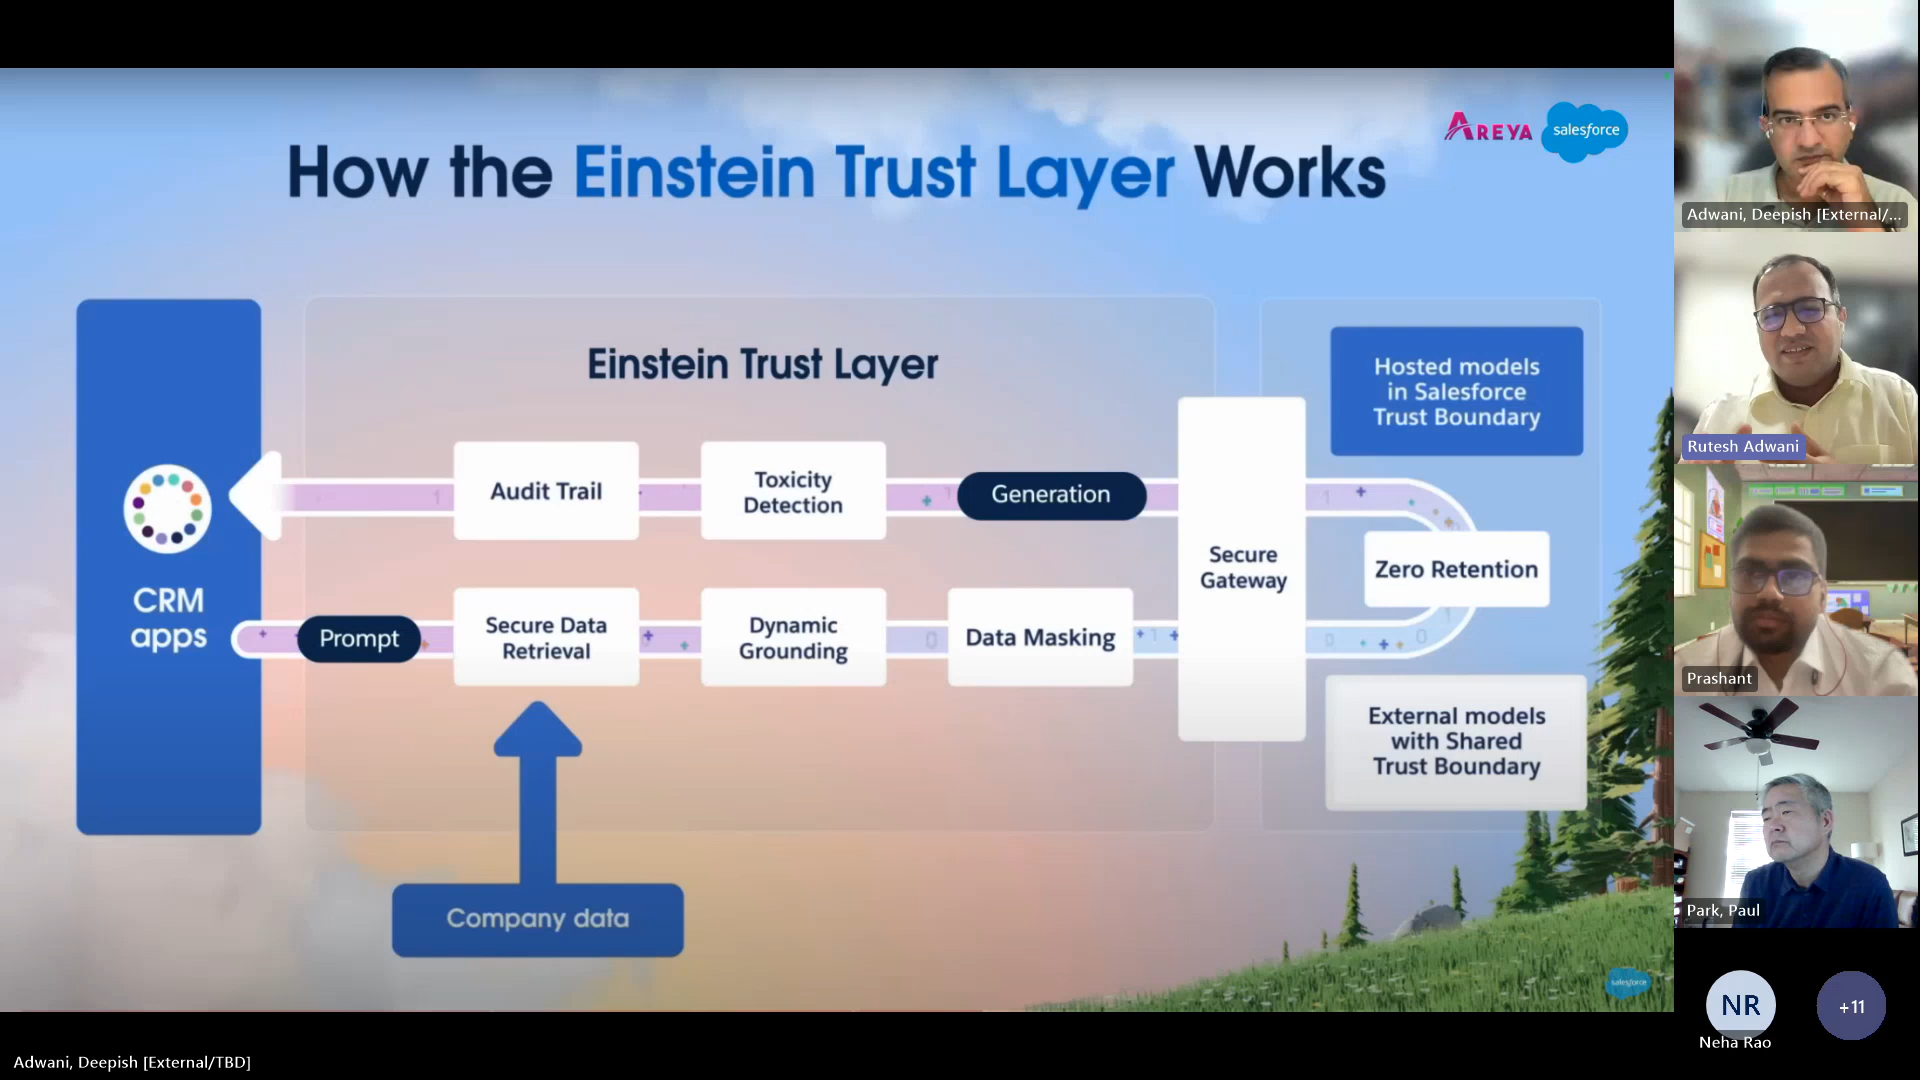 How the Einstein Trust Layer Works
AREYA
salesforce
Einstein Trust Layer
CRM
apps
Audit Trail
Toxicity
Detection
Generation
Prompt
Secure Data
Retrieval
Dynamic
Grounding
Data Masking
Secure
Gateway
Hosted models
in Salesforce
Trust Boundary
Zero Retention
External models
with Shared
Trust Boundary
Company data
salesforce
Adwani, Deepish [External/TBD]
Adwani, Deepish [External/...
Rutesh Adwani
Prashant
Park, Paul
NR
Neha Rao
+11